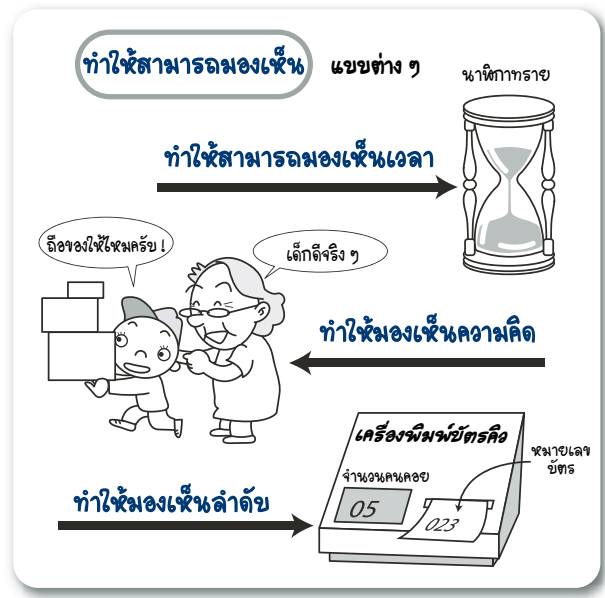 ทำให้สามารถมองเห็น แบบต่าง ๆ
นาฬิกาทราย
ทำให้สามารถมองเห็นเวลา
ถือของให้ไหมครับ !
เด็กดีจริง ๆ
ทำให้มองเห็นความคิด
เครื่องพิมพ์บัตรคิว
หมายเลข
บัตร
จำนวนคนคอย
05
023
ทำให้มองเห็นลำดับ